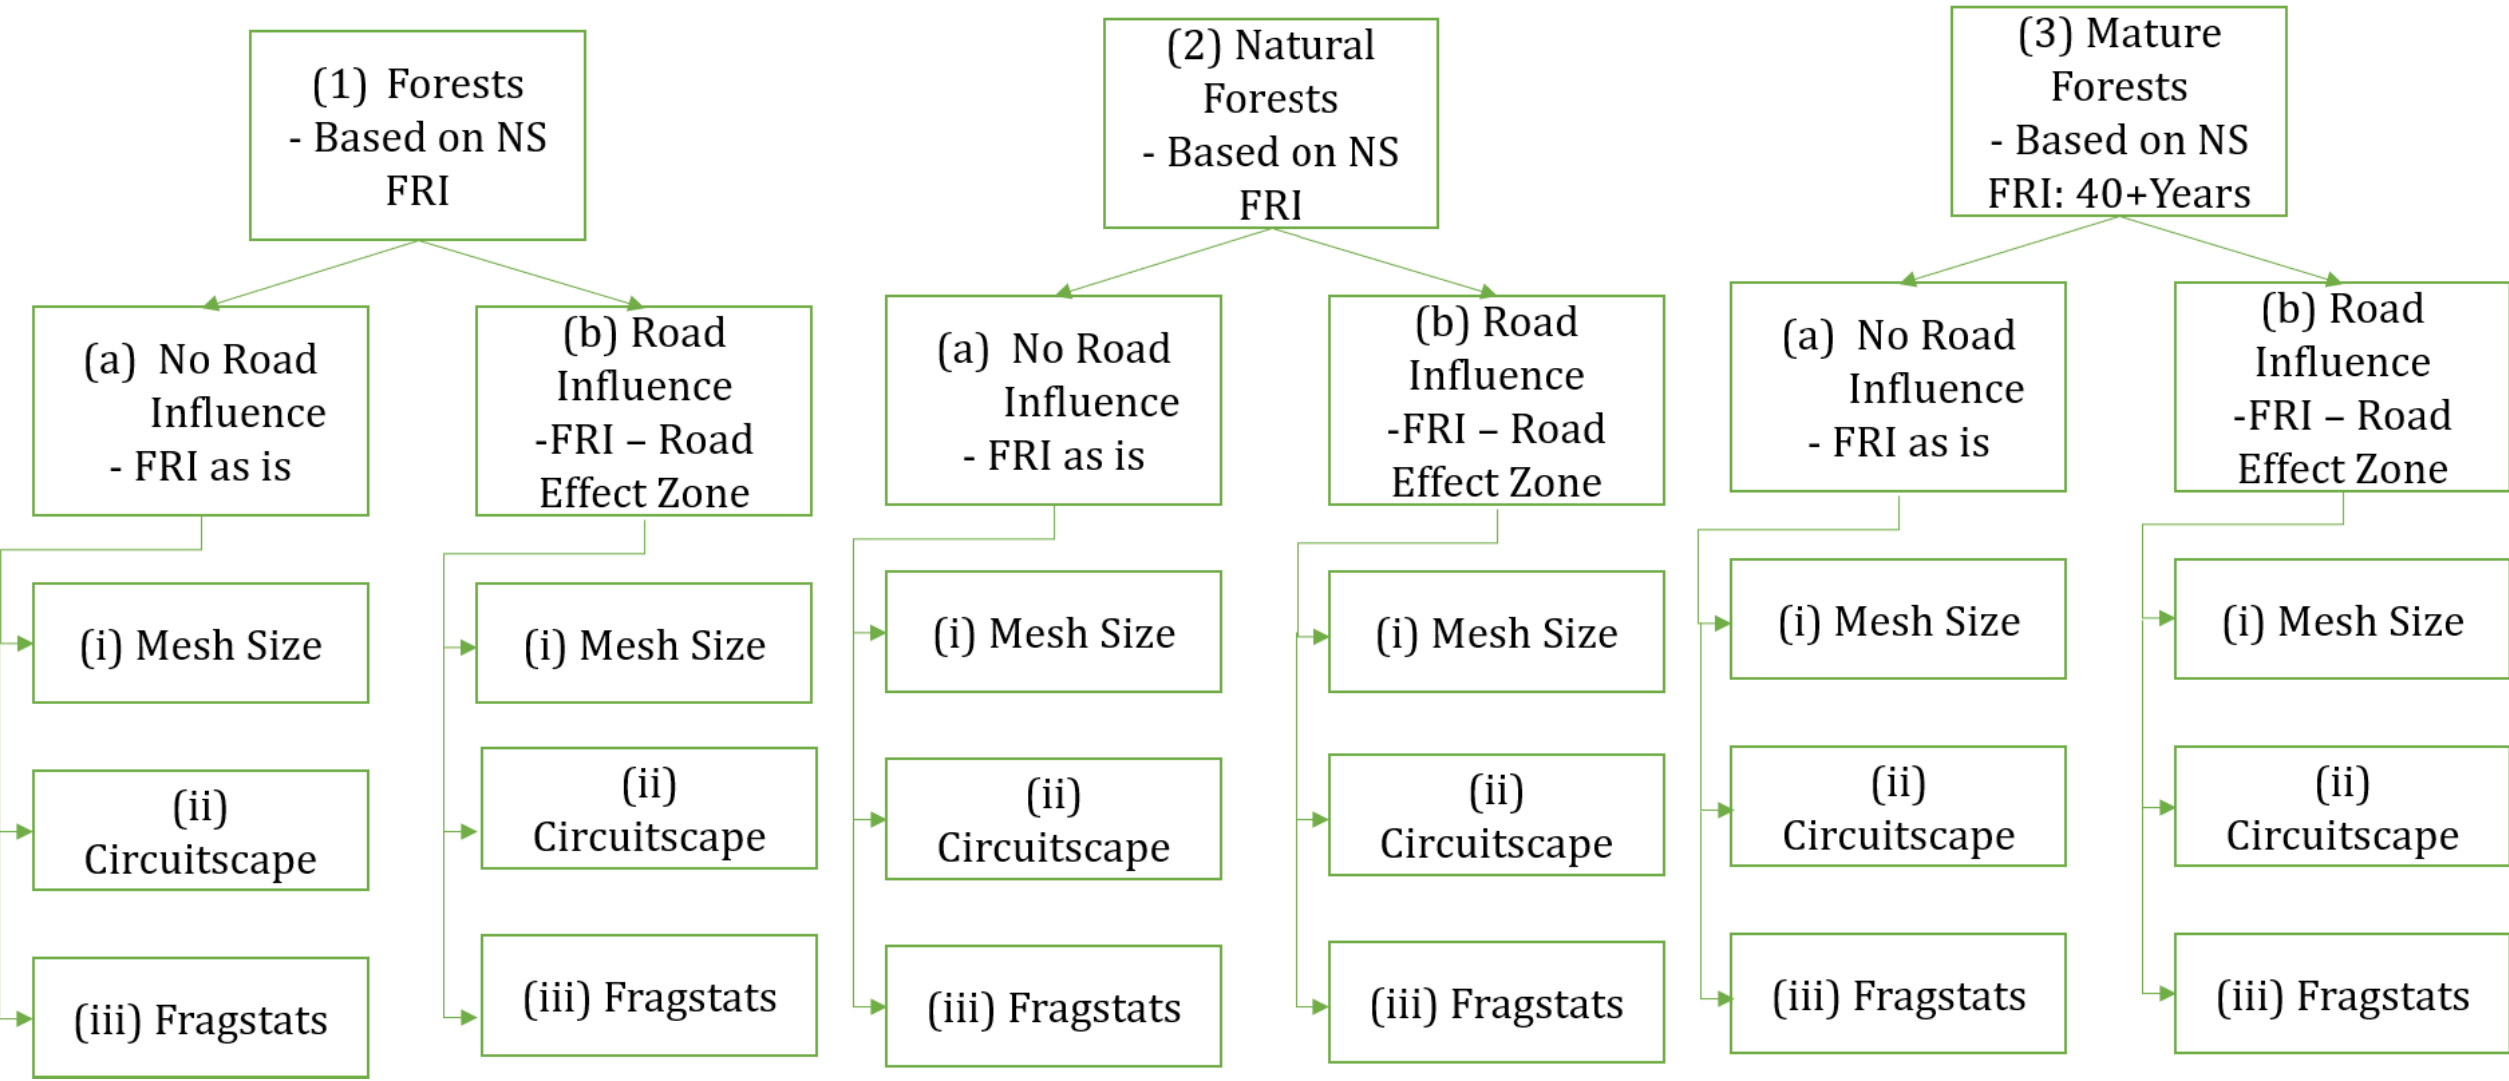 (1) Forests
- Based on NS
FRI
(a) No Road
Influence
- FRI as is
(i) Mesh Size
(ii)
Circuitscape
(iii) Fragstats
(b) Road
Influence
-FRI – Road
Effect Zone
(i) Mesh Size
(ii)
Circuitscape
(iii) Fragstats
(2) Natural
Forests
- Based on NS
FRI
(a) No Road
Influence
- FRI as is
(i) Mesh Size
(ii)
Circuitscape
(iii) Fragstats
(b) Road
Influence
-FRI – Road
Effect Zone
(i) Mesh Size
(ii)
Circuitscape
(iii) Fragstats
(3) Mature
Forests
- Based on NS
FRI: 40+Years
(a) No Road
Influence
- FRI as is
(i) Mesh Size
(ii)
Circuitscape
(iii) Fragstats
(b) Road
Influence
-FRI – Road
Effect Zone
(i) Mesh Size
(ii)
Circuitscape
(iii) Fragstats